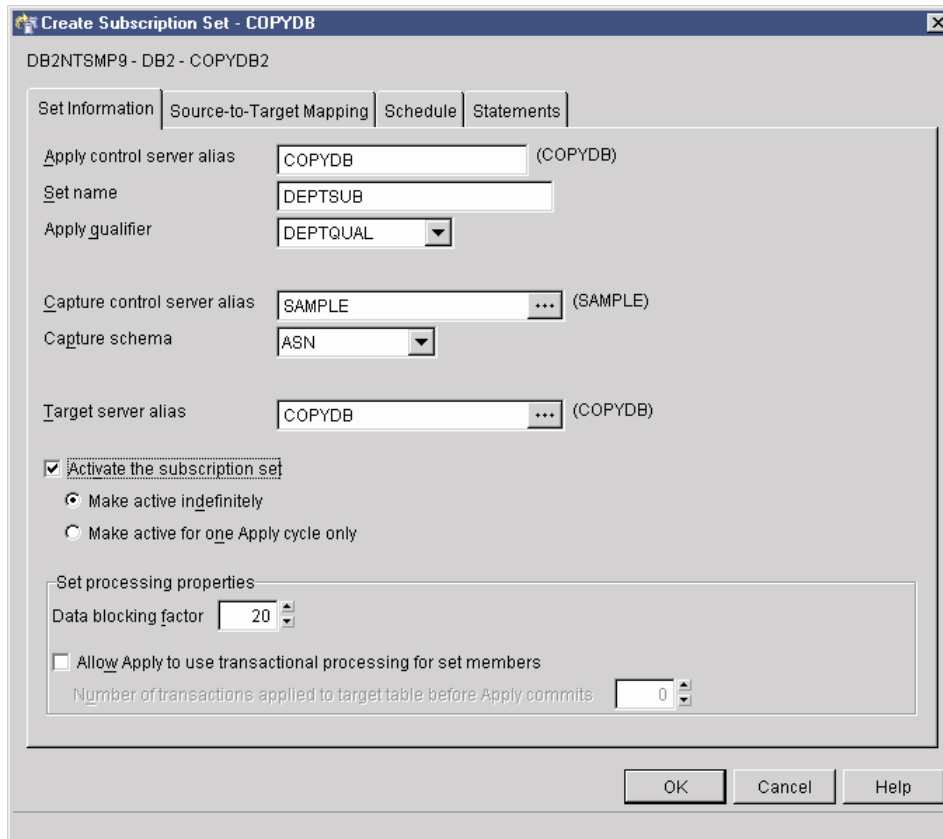 Create Subscription Set - COPYDB
DB2NTSMP9 - DB2 - COPYDB2
Set Information Source-to-Target Mapping Schedule Statements
Apply control server alias COPYDB (COPYDB)
Set name DEPTSUB
Apply qualifier DEPTQUAL
Capture control server alias SAMPLE ... (SAMPLE)
Capture schema ASN
Target server alias COPYDB ... (COPYDB)
Activate the subscription set
Make active indefinitely
Make active for one Apply cycle only
Set processing properties
Data blocking factor 20
Allow Apply to use transactional processing for set members
Number of transactions applied to target table before Apply commits 0
OK Cancel Help